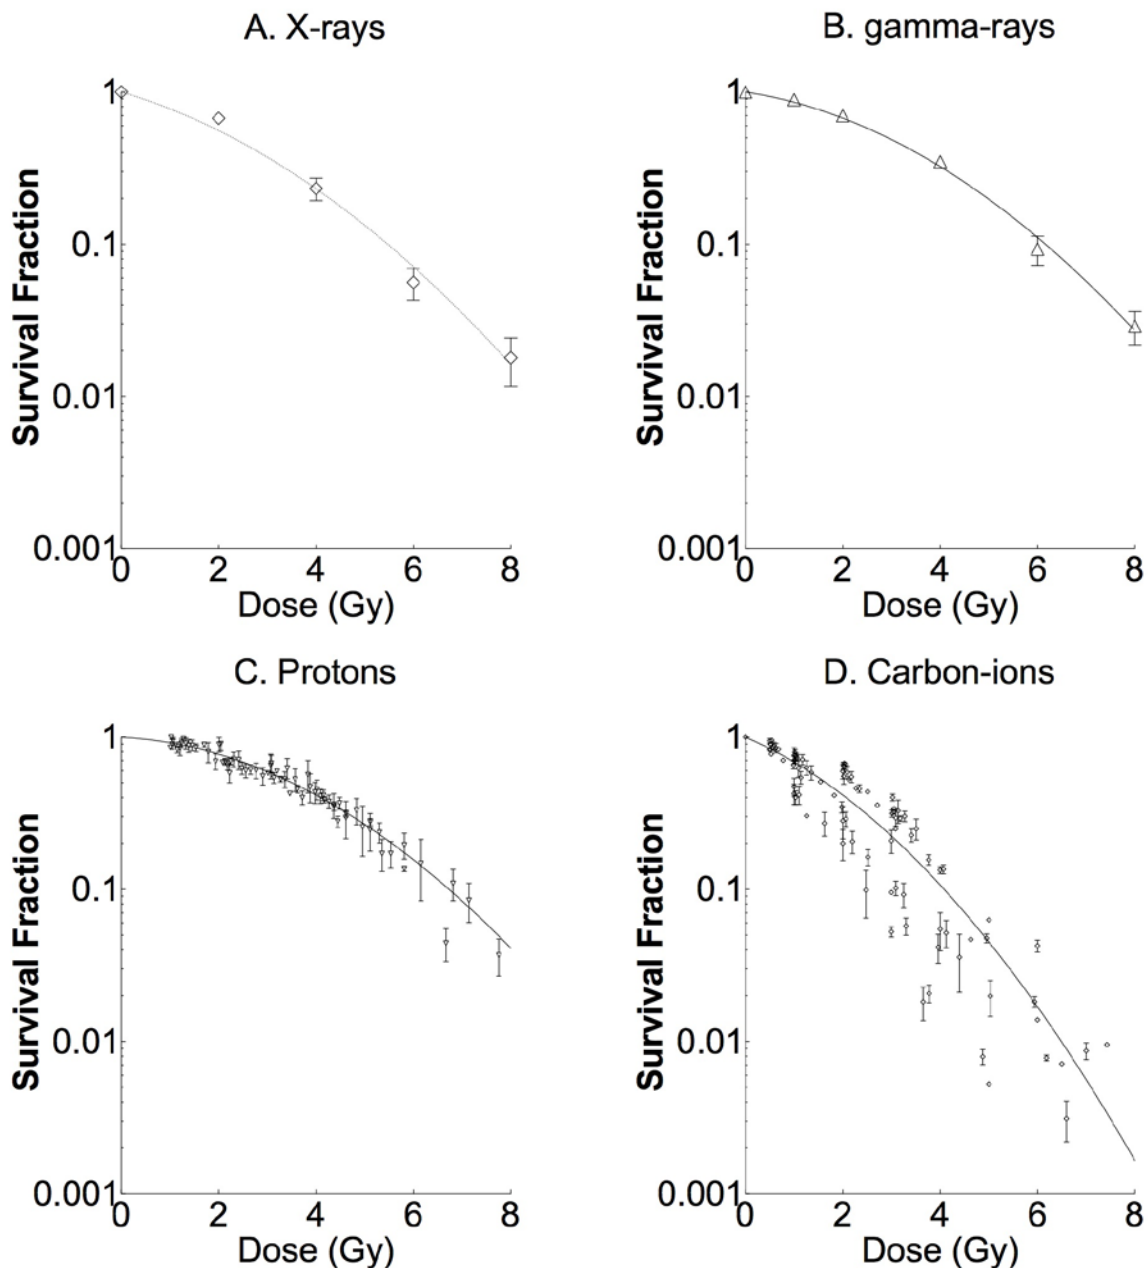 A. X-rays
1
0.1
0.01
0.001
Survival Fraction
0 2 4 6 8
Dose (Gy)
B. gamma-rays
1
0.1
0.01
0.001
Survival Fraction
0 2 4 6 8
Dose (Gy)
C. Protons
1
0.1
0.01
0.001
Survival Fraction
0 2 4 6 8
Dose (Gy)
D. Carbon-ions
1
0.1
0.01
0.001
Survival Fraction
0 2 4 6 8
Dose (Gy)